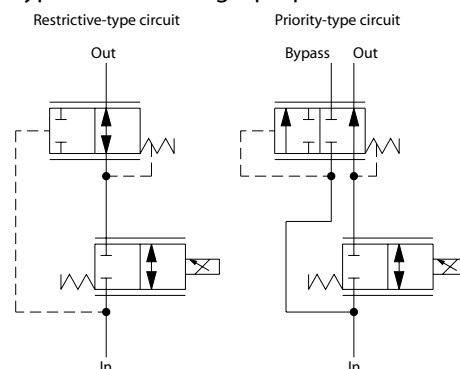 Restrictive-type circuit
Priority-type circuit
Out
Bypass
Out
In
In